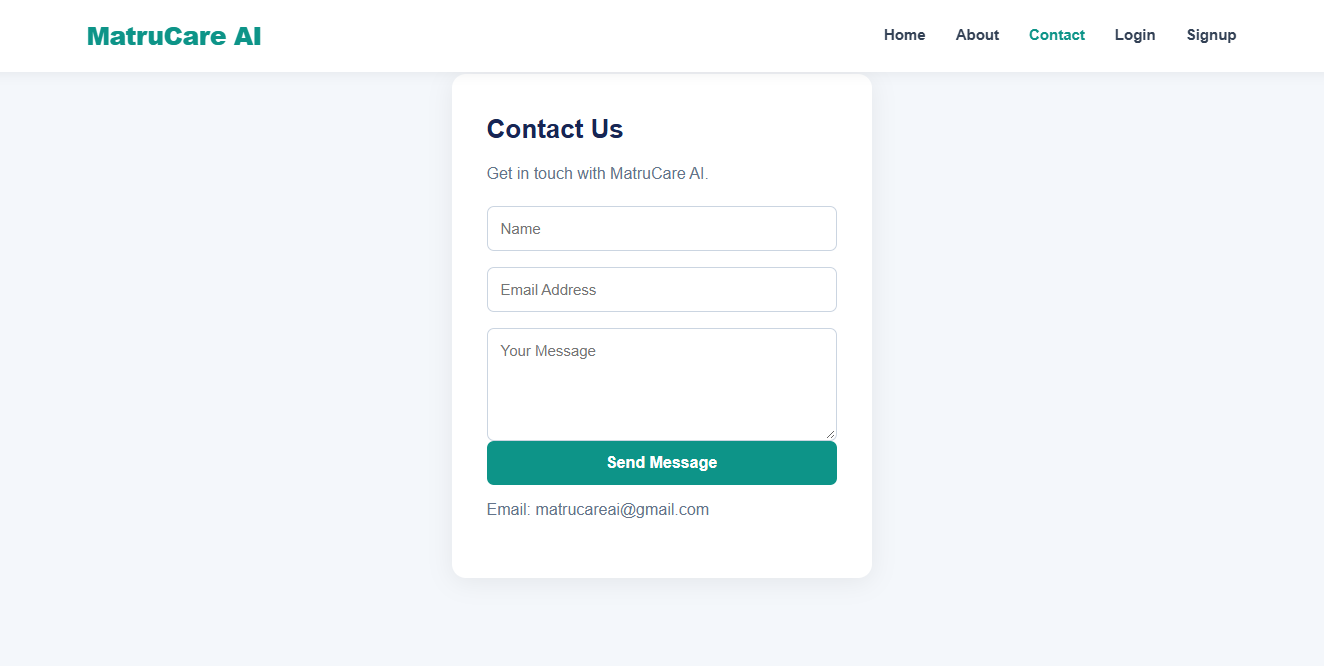 MatruCare AI
Home About Contact Login Signup
Contact Us
Get in touch with MatruCare AI.
Name
Email Address
Your Message
Send Message
Email: matrucareai@gmail.com